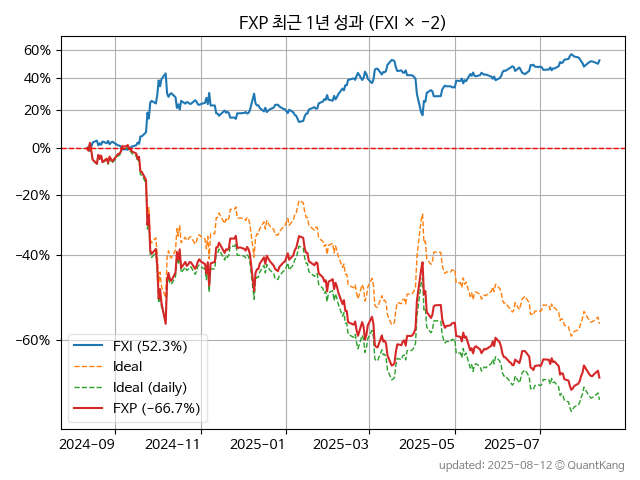 FXP 최근 1년 성과 (FXI × −2)
60%
40%
20%
0%
−20%
−40%
−60%
FXI (52.3%)
Ideal
Ideal (daily)
FXP (−66.7%)
2024-09 2024-11 2025-01 2025-03 2025-05 2025-07
updated: 2025-08-12 © QuantKang